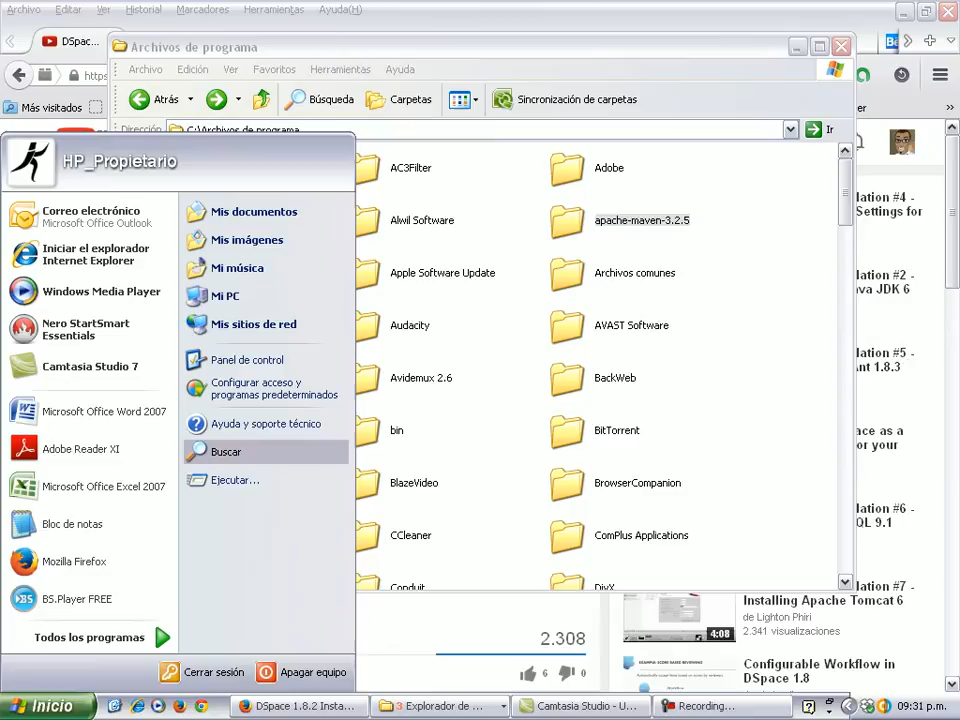 Archivo Editar Ver Historial Marcadores Herramientas Ayuda(H)
DSpac...
Archivos de programa
Archivo Edición Ver Favoritos Herramientas Ayuda
https
Atrás Búsqueda Carpetas Sincronización de carpetas
Más visitados
Dirección C:\Archivos de programa Ir
HP_Propietario
Correo electrónico
Microsoft Office Outlook
Iniciar el explorador
Internet Explorer
Windows Media Player
Nero StartSmart
Essentials
Camtasia Studio 7
Microsoft Office Word 2007
Adobe Reader XI
Microsoft Office Excel 2007
Bloc de notas
Mozilla Firefox
BS.Player FREE
Todos los programas
Mis documentos
Mis imágenes
Mi música
Mi PC
Mis sitios de red
Panel de control
Configurar acceso y
programas predeterminados
Ayuda y soporte técnico
Buscar
Ejecutar...
Cerrar sesión Apagar equipo
AC3Filter Adobe
Alwil Software apache-maven-3.2.5
Apple Software Update Archivos comunes
Audacity AVAST Software
Avidemux 2.6 BackWeb
bin BitTorrent
BlazeVideo BrowserCompanion
CCleaner ComPlus Applications
Conduit DivX
lation #4 -
Settings for
lation #2 -
va JDK 6
lation #5 -
nt 1.8.3
ace as a
or your
lation #6 -
QL 9.1
lation #7 -
Installing Apache Tomcat 6
de Lighton Phiri
2.341 visualizaciones
4:08
Configurable Workflow in
DSpace 1.8
2.308
6 0
Inicio DSpace 1.8.2 Insta... 3 Explorador de ... Camtasia Studio - U... Recording... 09:31 p.m.